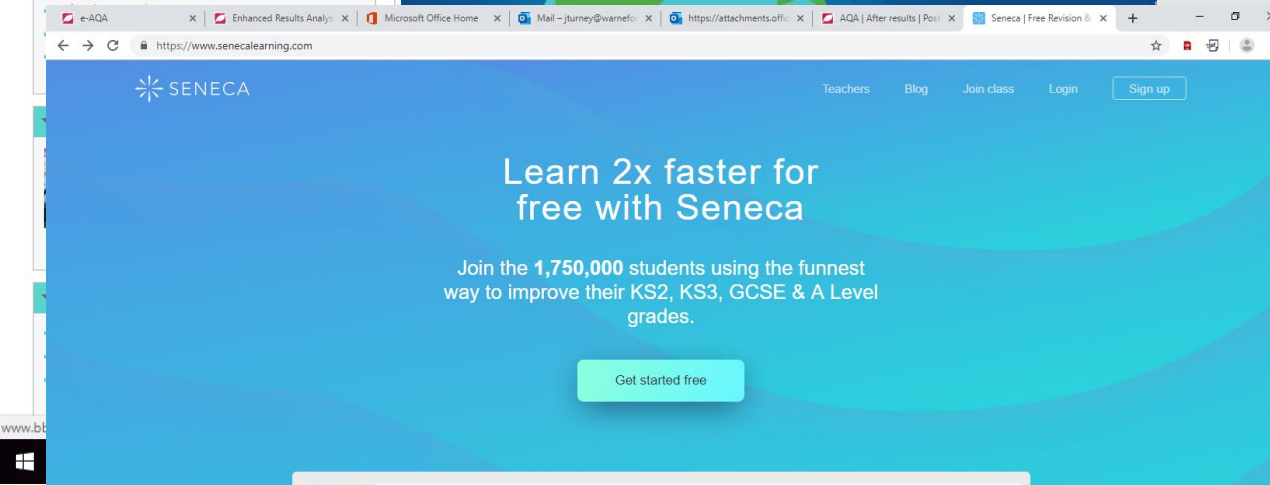 e-AQA
Enhanced Results Analys
Microsoft Office Home
Mail – jturney@warnefo
https://attachments.offic
AQA | After results | Post
Seneca | Free Revision &
https://www.senecalearning.com
SENECA
Teachers Blog Join class Login Sign up
Learn 2x faster for
free with Seneca
Join the 1,750,000 students using the funnest
way to improve their KS2, KS3, GCSE & A Level
grades.
Get started free
www.bb